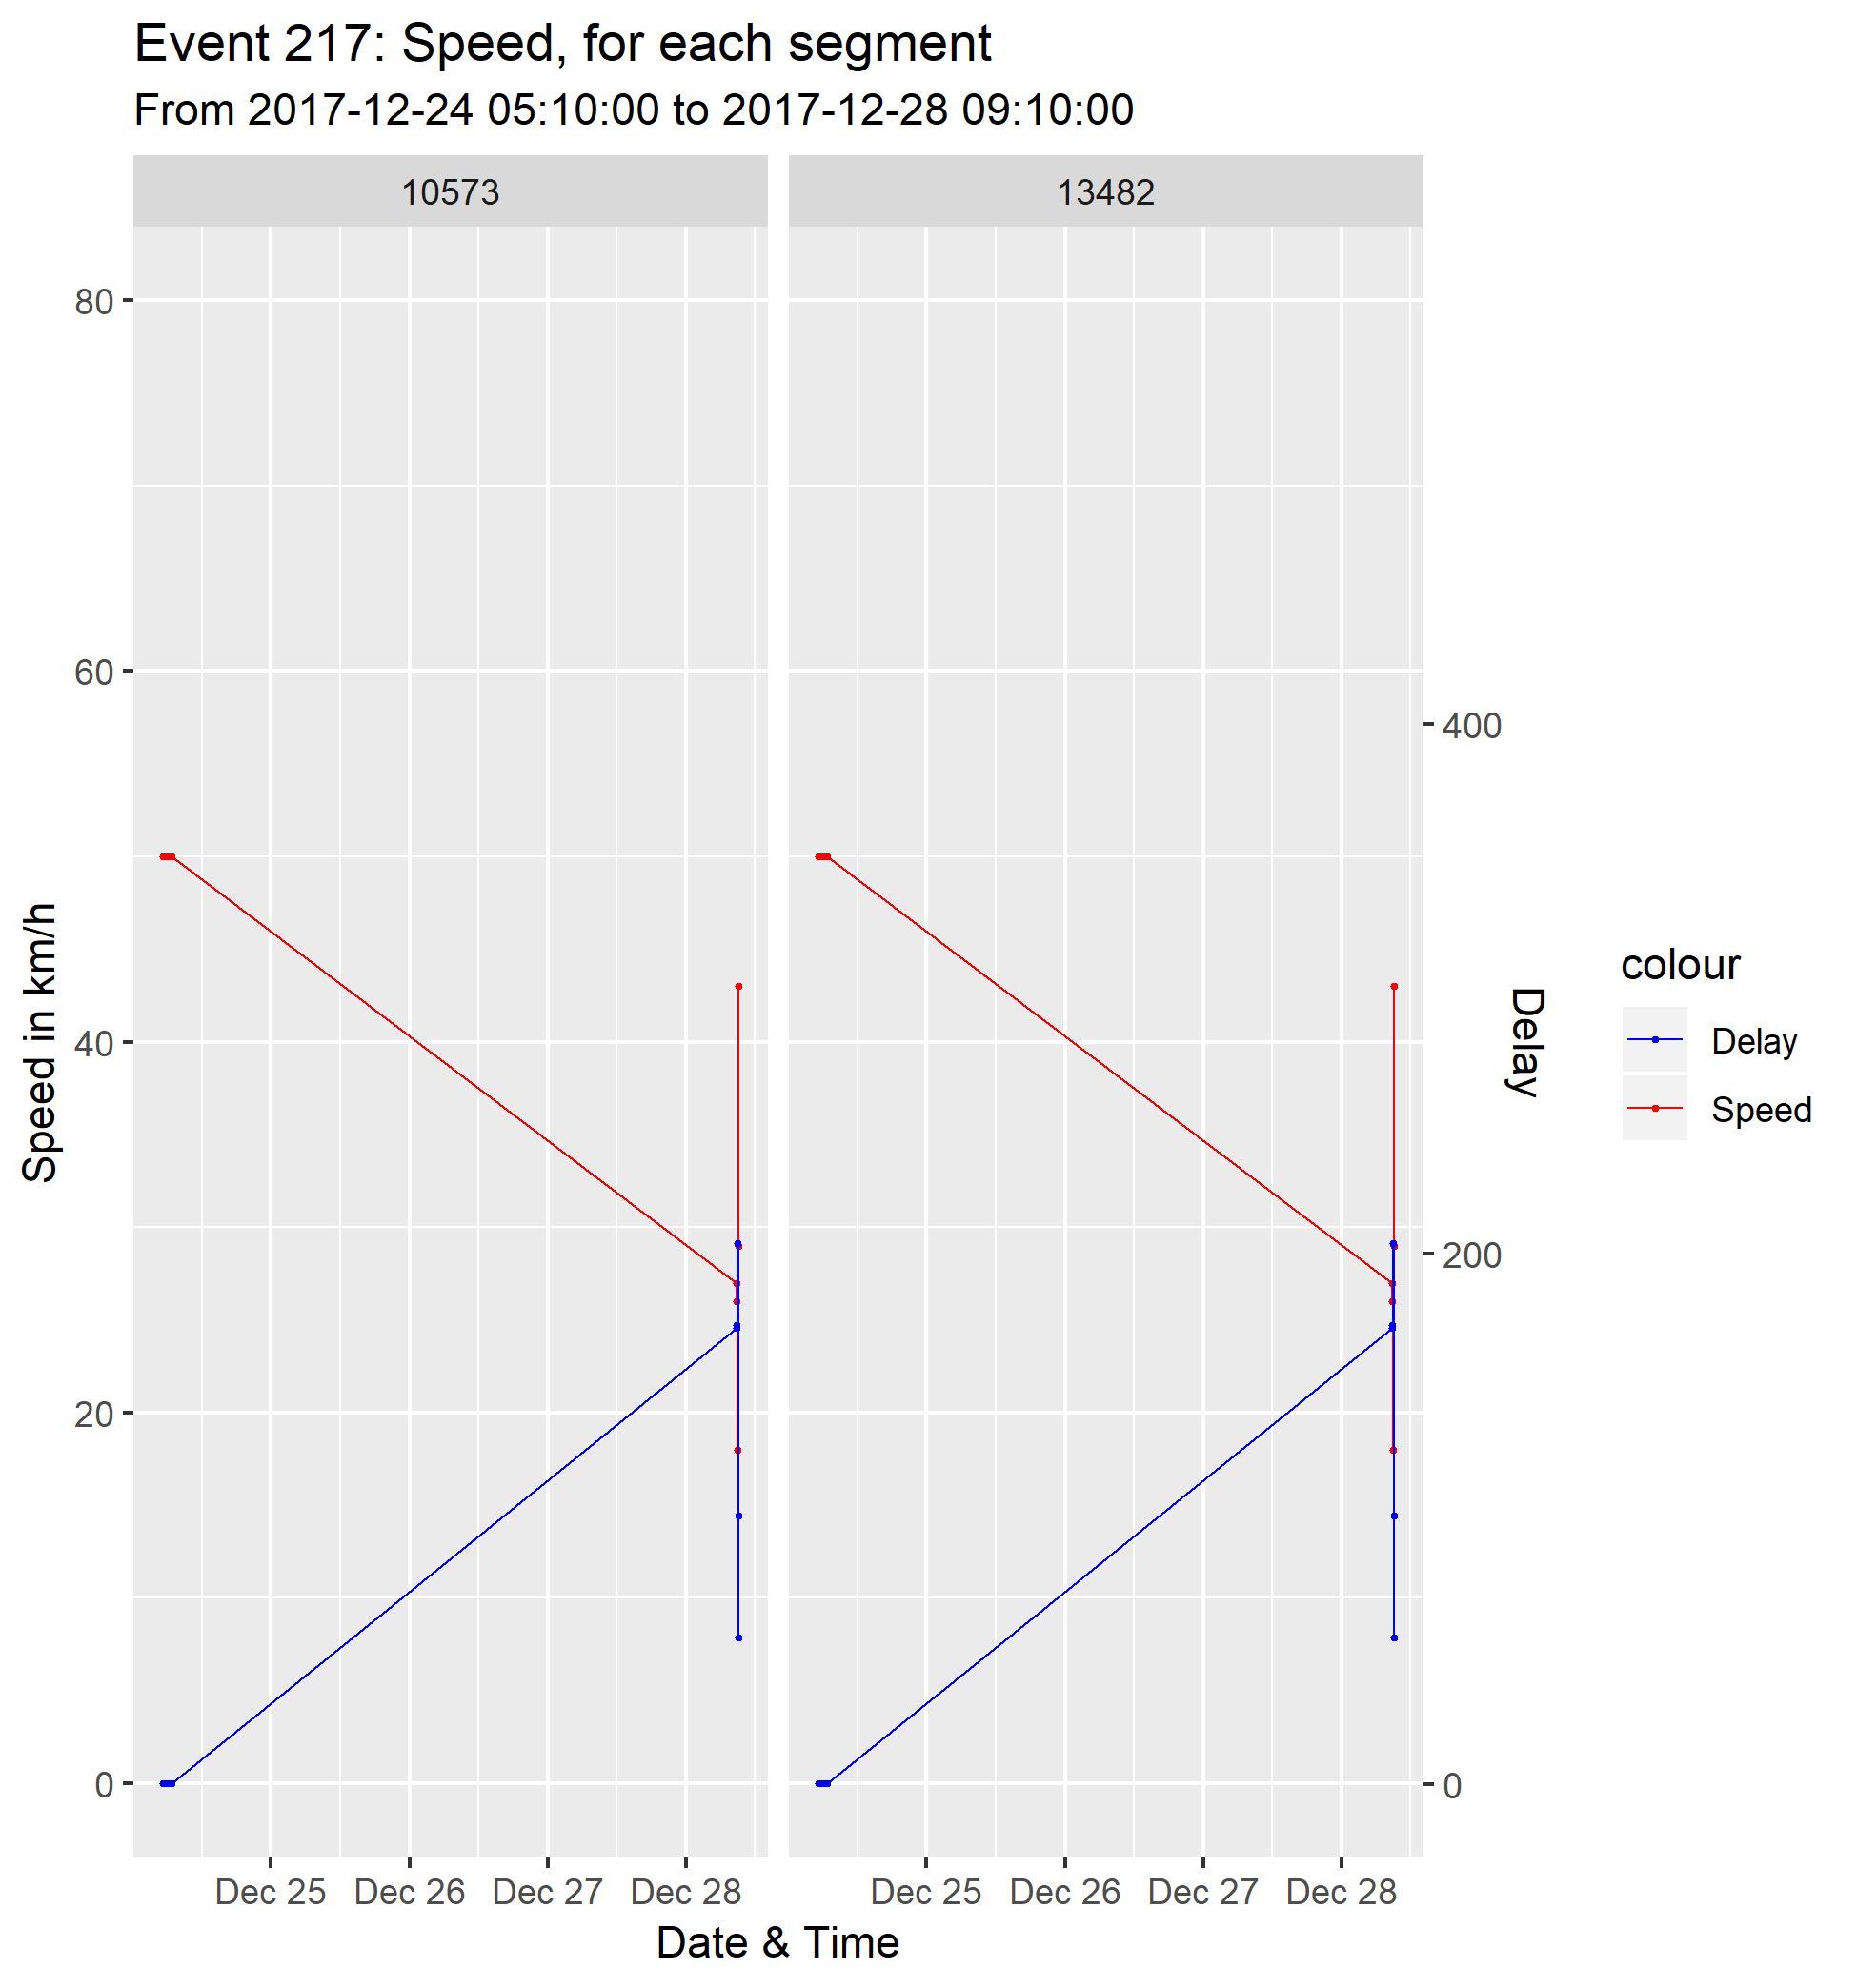 Event 217: Speed, for each segment
From 2017-12-24 05:10:00 to 2017-12-28 09:10:00
10573 13482
80
60
40
20
0
Speed in km/h
400
200
0
Delay
colour
Delay
Speed
Dec 25 Dec 26 Dec 27 Dec 28 Dec 25 Dec 26 Dec 27 Dec 28
Date & Time